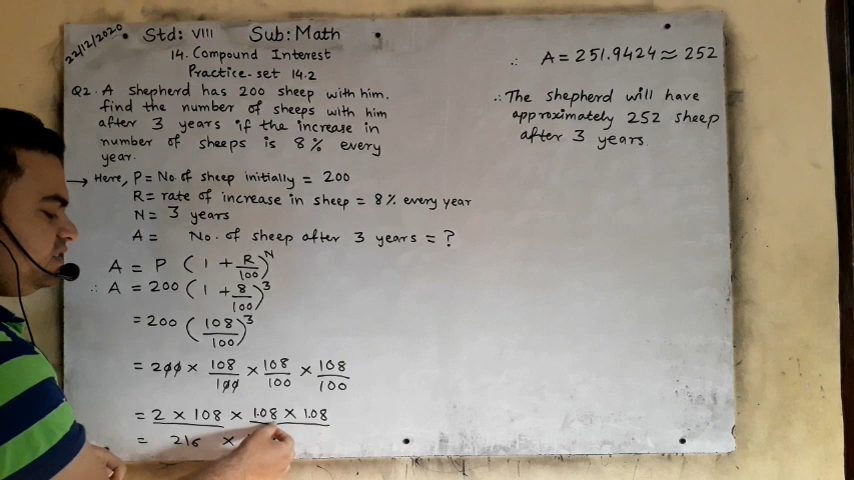 22/12/2020 Std: VIII Sub: Math
14. Compound Interest
Practice-set 14.2
Q2. A shepherd has 200 sheep with him.
find the number of sheeps with him
after 3 years if the increase in
number of sheeps is 8% every
year.
→ Here, P = No. of sheep initially = 200
R = rate of increase in sheep = 8% every year
N = 3 years
A = No. of sheep after 3 years = ?
A = P (1 + R/100)^N
∴ A = 200 (1 + 8/100)^3
= 200 (108/100)^3
= 200 × 108/100 × 108/100 × 108/100
= 2 × 108 × 1.08 × 1.08
= 216 ×
∴ A = 251.9424 ≈ 252
∴ The shepherd will have
approximately 252 sheep
after 3 years.